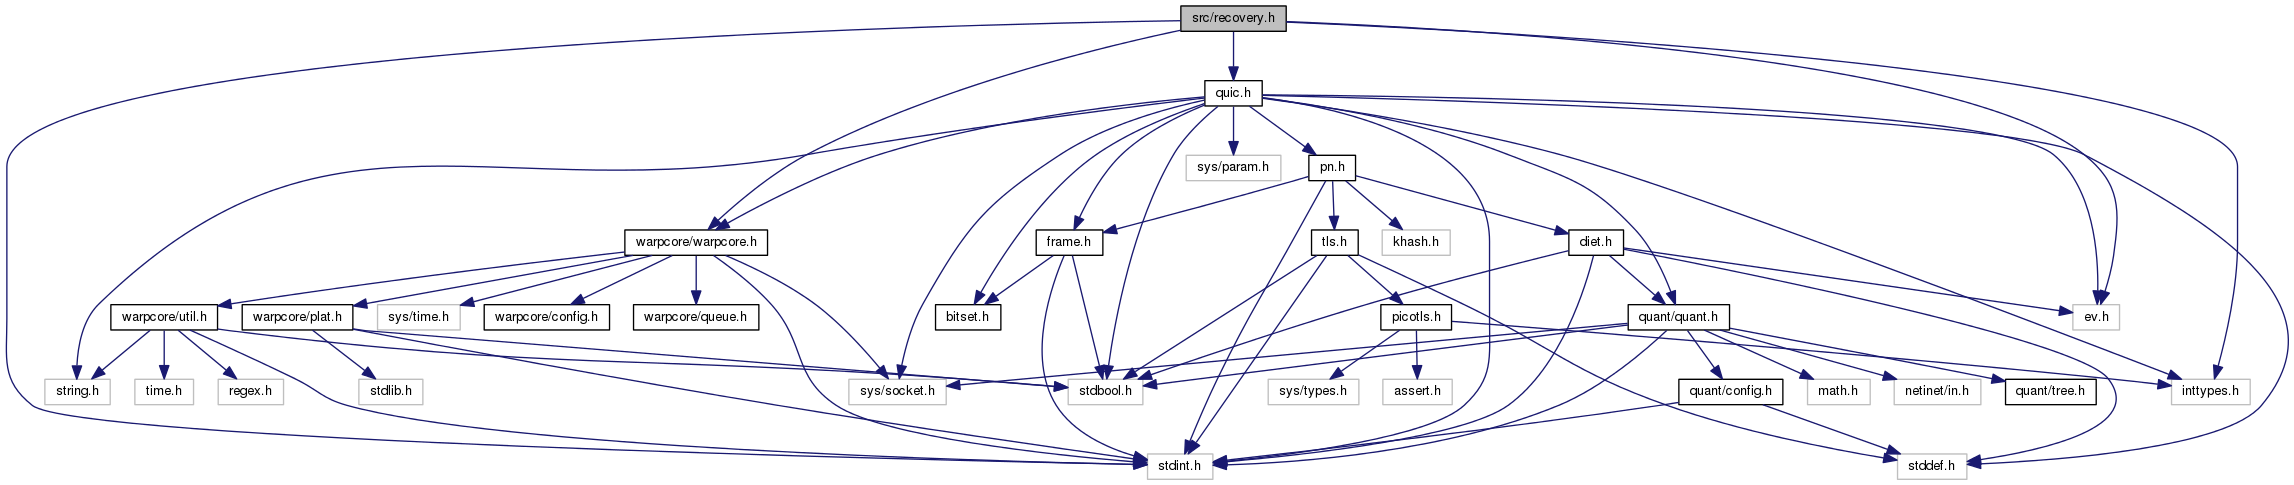 src/recovery.h
quic.h
sys/param.h
pn.h
warpcore/warpcore.h
frame.h
tls.h
khash.h
diet.h
warpcore/util.h
warpcore/plat.h
sys/time.h
warpcore/config.h
warpcore/queue.h
bitset.h
picotls.h
quant/quant.h
ev.h
string.h
time.h
regex.h
stdlib.h
sys/socket.h
stdbool.h
sys/types.h
assert.h
quant/config.h
math.h
netinet/in.h
quant/tree.h
inttypes.h
stdint.h
stddef.h